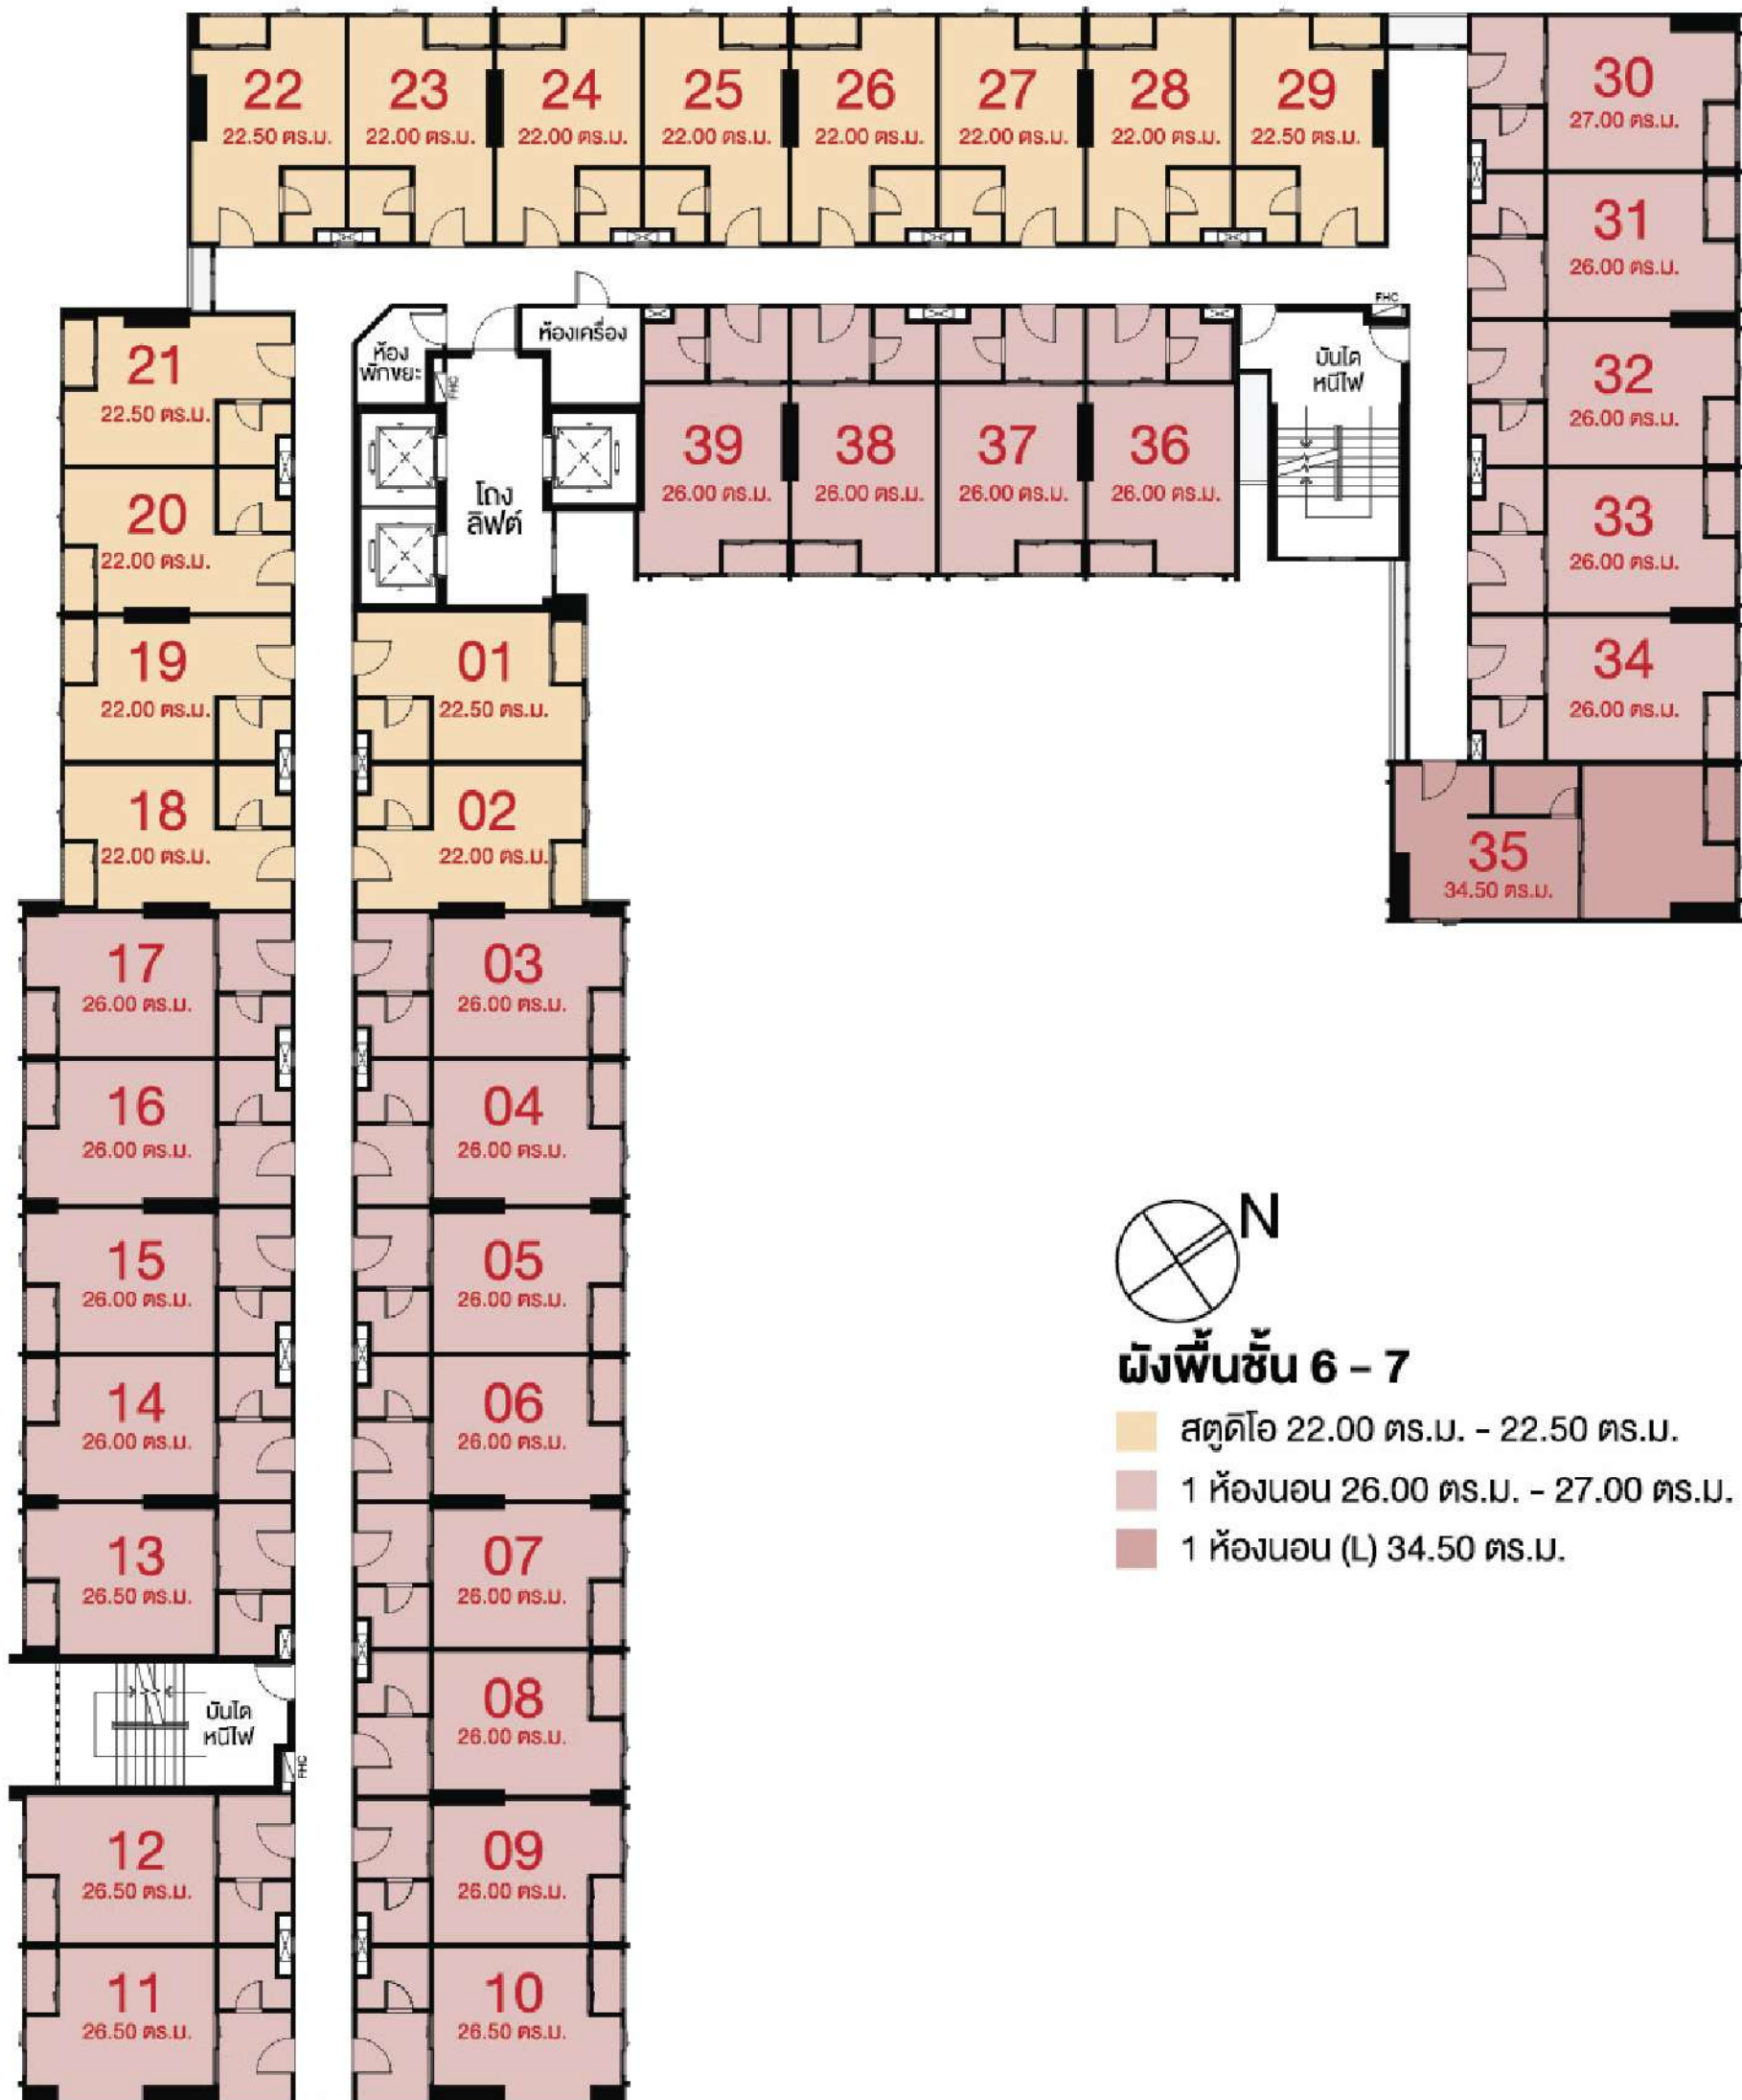 22
22.50 ตร.ม.
23
22.00 ตร.ม.
24
22.00 ตร.ม.
25
22.00 ตร.ม.
26
22.00 ตร.ม.
27
22.00 ตร.ม.
28
22.00 ตร.ม.
29
22.50 ตร.ม.
30
27.00 ตร.ม.
31
26.00 ตร.ม.
32
26.00 ตร.ม.
33
26.00 ตร.ม.
34
26.00 ตร.ม.
35
34.50 ตร.ม.
FHC
บันได
หนีไฟ
36
26.00 ตร.ม.
37
26.00 ตร.ม.
38
26.00 ตร.ม.
39
26.00 ตร.ม.
ห้องเครื่อง
ห้อง
พักขยะ
FHC
โถง
ลิฟต์
21
22.50 ตร.ม.
20
22.00 ตร.ม.
19
22.00 ตร.ม.
18
22.00 ตร.ม.
01
22.50 ตร.ม.
02
22.00 ตร.ม.
17
26.00 ตร.ม.
03
26.00 ตร.ม.
16
26.00 ตร.ม.
04
26.00 ตร.ม.
15
26.00 ตร.ม.
05
26.00 ตร.ม.
14
26.00 ตร.ม.
06
26.00 ตร.ม.
13
26.50 ตร.ม.
07
26.00 ตร.ม.
บันได
หนีไฟ
FHC
08
26.00 ตร.ม.
12
26.50 ตร.ม.
09
26.00 ตร.ม.
11
26.50 ตร.ม.
10
26.50 ตร.ม.
N
ผังพื้นชั้น 6 - 7
สตูดิโอ 22.00 ตร.ม. - 22.50 ตร.ม.
1 ห้องนอน 26.00 ตร.ม. - 27.00 ตร.ม.
1 ห้องนอน (L) 34.50 ตร.ม.